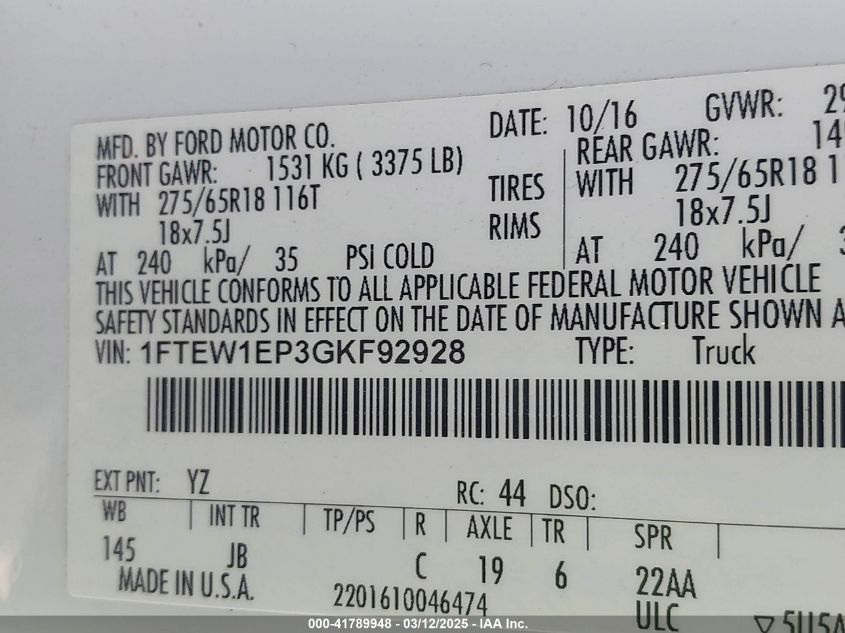 DATE: 10/16 GVWR:
MFD. BY FORD MOTOR CO.
FRONT GAWR: 1531 KG ( 3375 LB) REAR GAWR:
WITH 275/65R18 116T TIRES WITH 275/65R18
18x7.5J RIMS 18x7.5J
AT 240 kPa/ 35 PSI COLD AT 240 kPa/
THIS VEHICLE CONFORMS TO ALL APPLICABLE FEDERAL MOTOR VEHICLE
SAFETY STANDARDS IN EFFECT ON THE DATE OF MANUFACTURE SHOWN
VIN: 1FTEW1EP3GKF92928 TYPE: Truck
EXT PNT: YZ RC: 44 DSO:
WB INT TR TP/PS R AXLE TR SPR
145 JB C 19 6 22AA
MADE IN U.S.A. 2201610046474 ULC
000-41789948 - 03/12/2025 - IAA Inc.